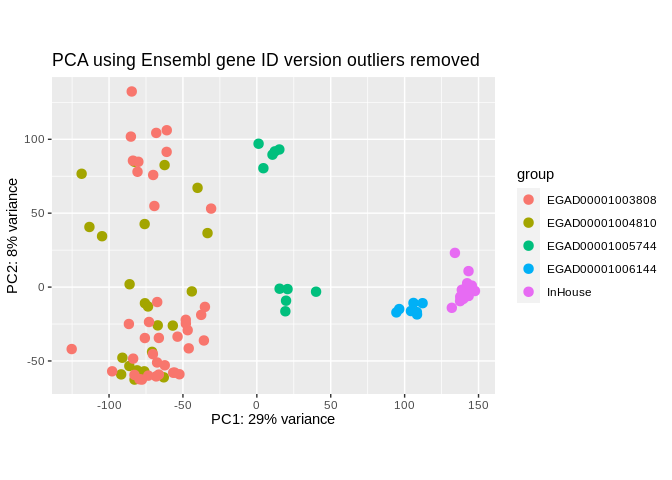 PCA using Ensembl gene ID version outliers removed
100
50
0
-50
-100
-50
0
50
100
150
PC1: 29% variance
PC2: 8% variance
group
EGAD00001003808
EGAD00001004810
EGAD00001005744
EGAD00001006144
InHouse